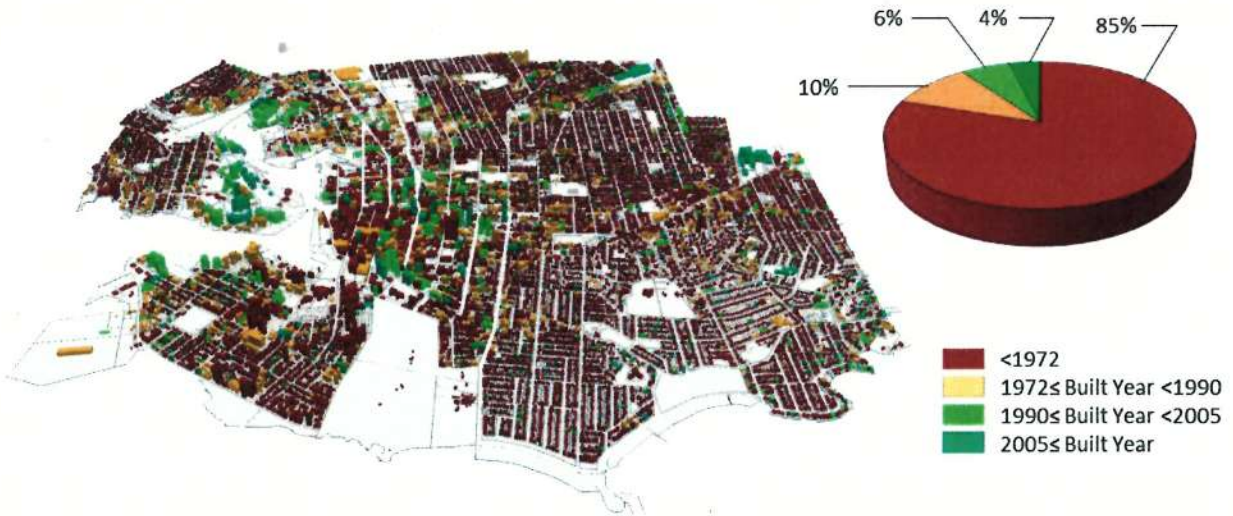 6%
4%
85%
10%
<1972
1972≤ Built Year <1990
1990≤ Built Year <2005
2005≤ Built Year